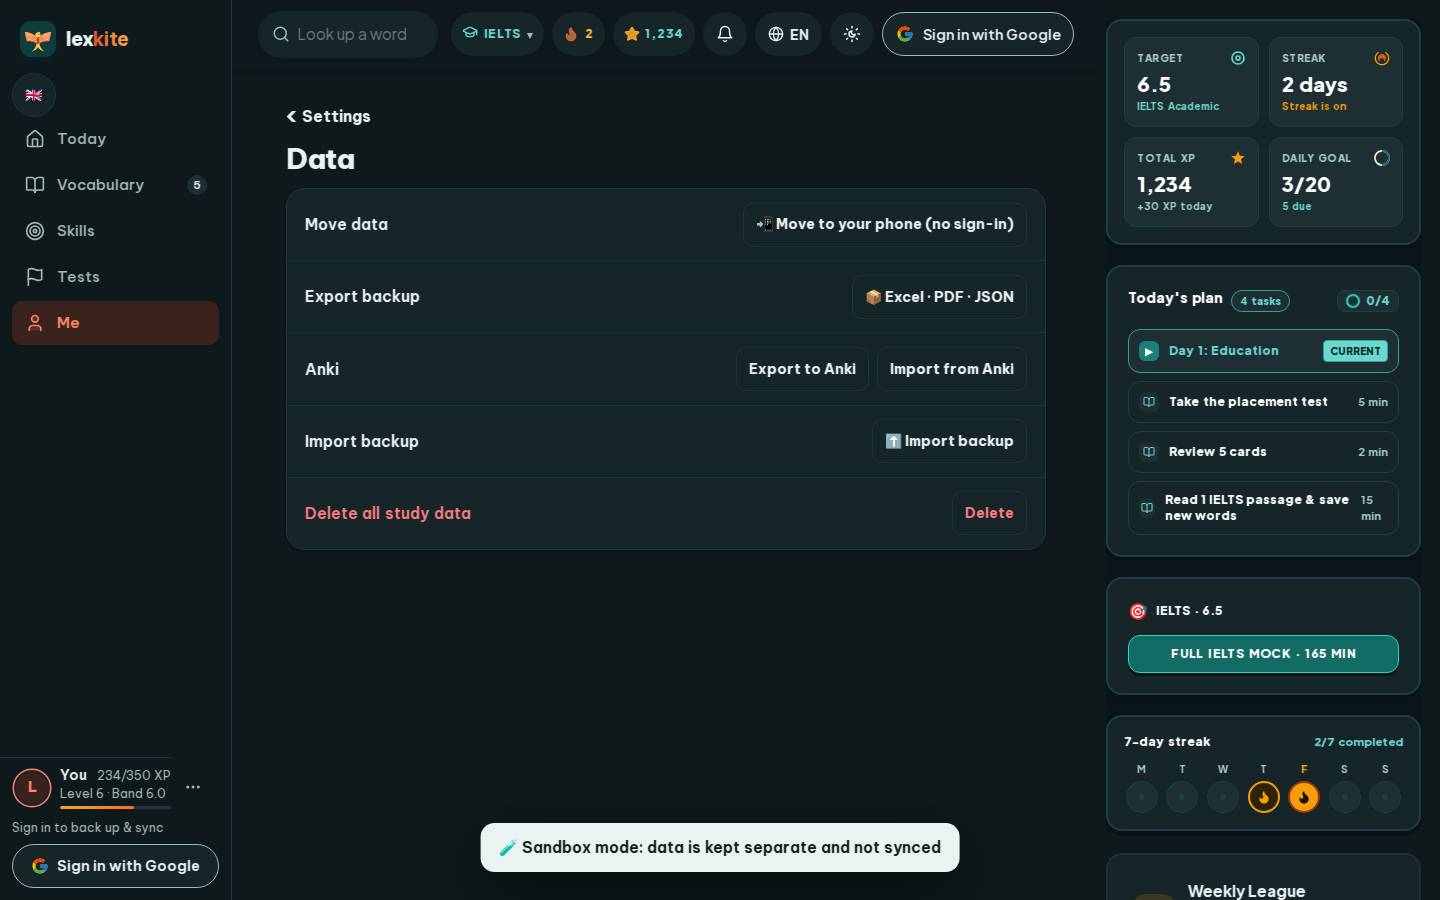 lexkite
Today
Vocabulary 5
Skills
Tests
Me
You 234/350 XP
Level 6 · Band 6.0
Sign in to back up & sync
Sign in with Google
Look up a word
IELTS
2
1,234
EN
Sign in with Google
Settings
Data
Move data
Move to your phone (no sign-in)
Export backup
Excel · PDF · JSON
Anki
Export to Anki
Import from Anki
Import backup
Import backup
Delete all study data
Delete
Sandbox mode: data is kept separate and not synced
TARGET
6.5
IELTS Academic
STREAK
2 days
Streak is on
TOTAL XP
1,234
+30 XP today
DAILY GOAL
3/20
5 due
Today's plan 4 tasks 0/4
Day 1: Education CURRENT
Take the placement test 5 min
Review 5 cards 2 min
Read 1 IELTS passage & save 15
new words min
IELTS · 6.5
FULL IELTS MOCK · 165 MIN
7-day streak 2/7 completed
M T W T F S S
Weekly League
L